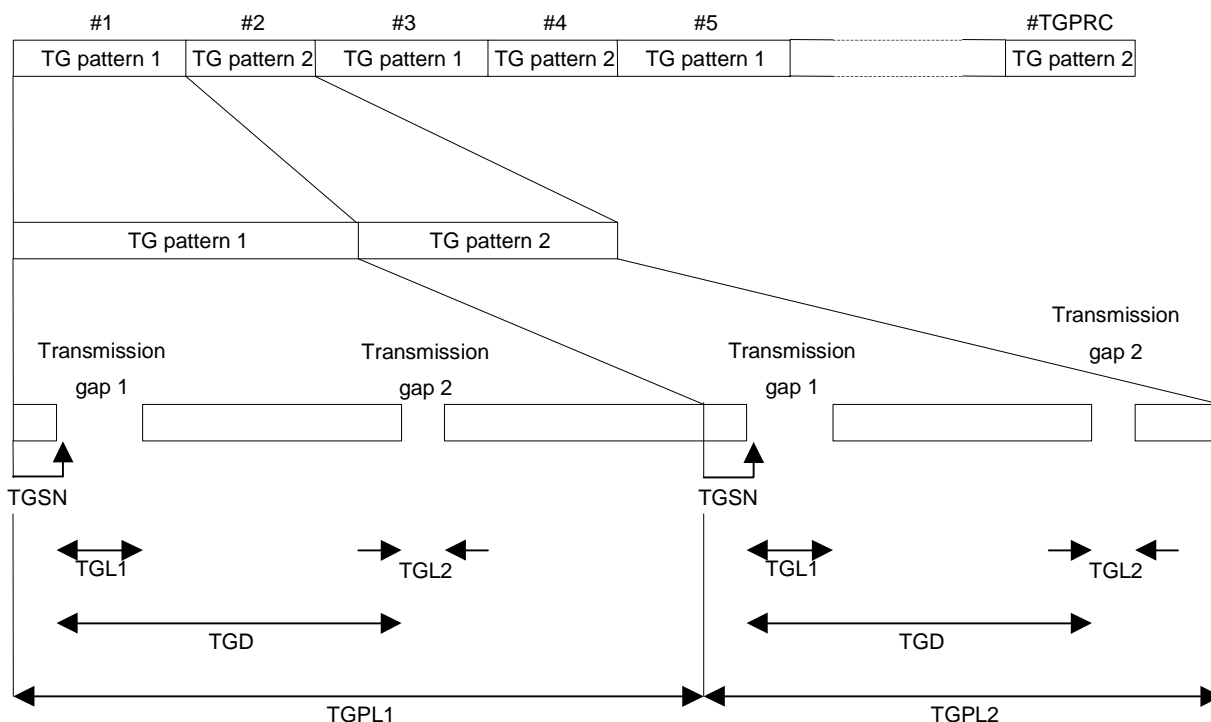 #1 #2 #3 #4 #5 #TGPRC
TG pattern 1 TG pattern 2 TG pattern 1 TG pattern 2 TG pattern 1 TG pattern 2
TG pattern 1 TG pattern 2
Transmission
gap 1
Transmission
gap 2
Transmission
gap 1
Transmission
gap 2
TGSN TGSN
TGL1 TGL2 TGL1 TGL2
TGD TGD
TGPL1 TGPL2